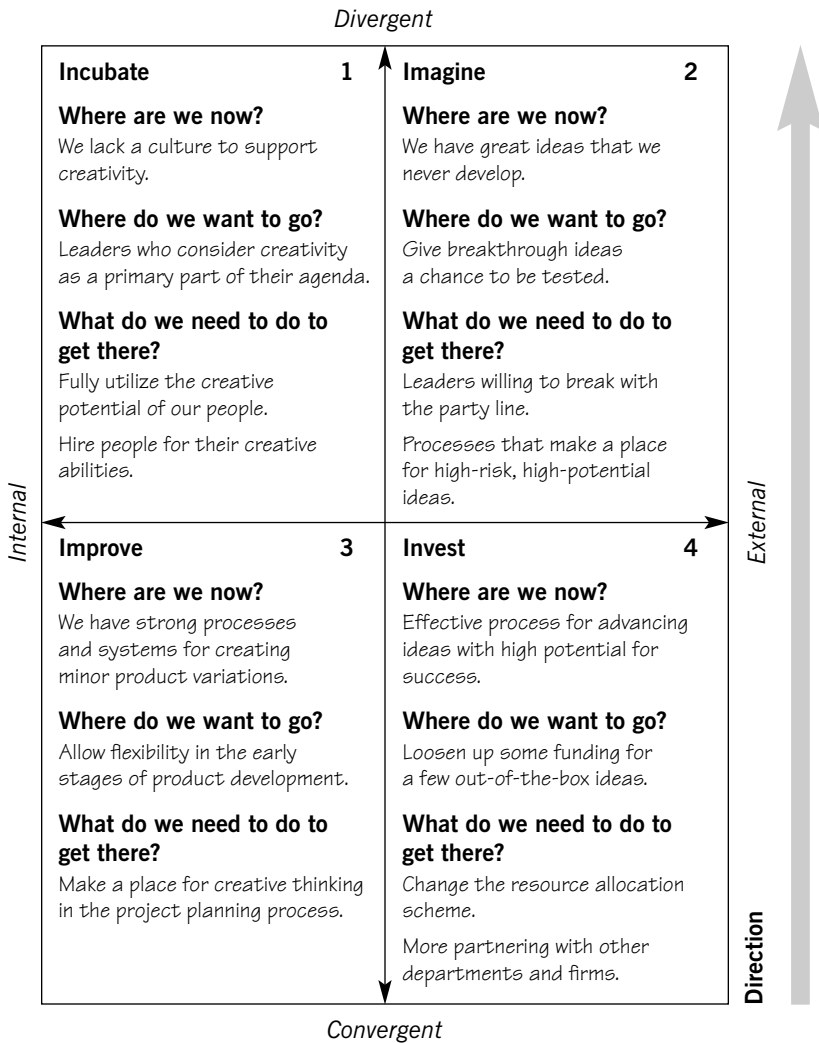 Divergent
Incubate 1
Where are we now?
We lack a culture to support
creativity.
Where do we want to go?
Leaders who consider creativity
as a primary part of their agenda.
What do we need to do to
get there?
Fully utilize the creative
potential of our people.
Hire people for their creative
abilities.
Imagine 2
Where are we now?
We have great ideas that we
never develop.
Where do we want to go?
Give breakthrough ideas
a chance to be tested.
What do we need to do to
get there?
Leaders willing to break with
the party line.
Processes that make a place
for high-risk, high-potential
ideas.
Internal
External
Improve 3
Where are we now?
We have strong processes
and systems for creating
minor product variations.
Where do we want to go?
Allow flexibility in the early
stages of product development.
What do we need to do to
get there?
Make a place for creative thinking
in the project planning process.
Invest 4
Where are we now?
Effective process for advancing
ideas with high potential for
success.
Where do we want to go?
Loosen up some funding for
a few out-of-the-box ideas.
What do we need to do to
get there?
Change the resource allocation
scheme.
More partnering with other
departments and firms.
Direction
Convergent